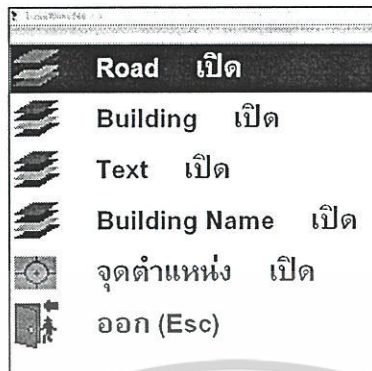 Road เปิด
Building เปิด
Text เปิด
Building Name เปิด
จุดตำแหน่ง เปิด
ออก (Esc)